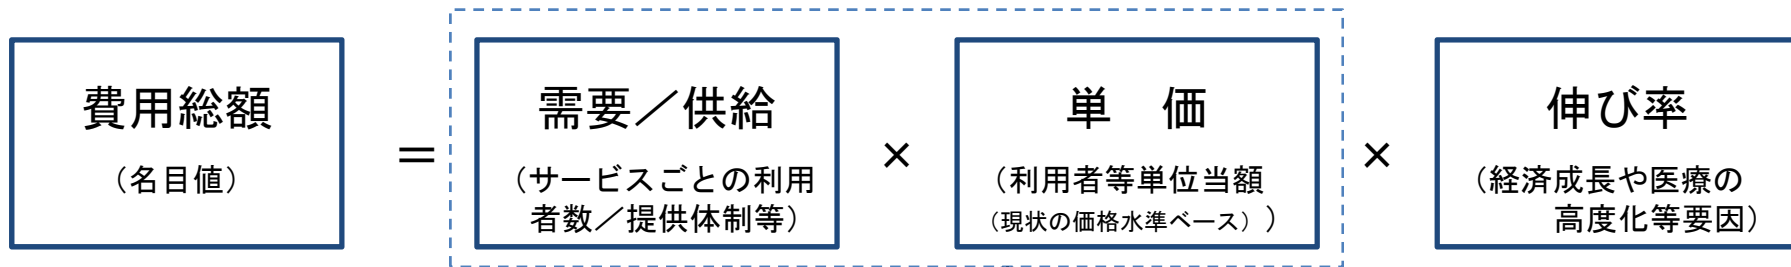 費用総額
（名目値）
＝
需要／供給
（サービスごとの利用
者数／提供体制等）
×
単　価
（利用者等単位当額
（現状の価格水準ベース））
×
伸び率
（経済成長や医療の
高度化等要因）